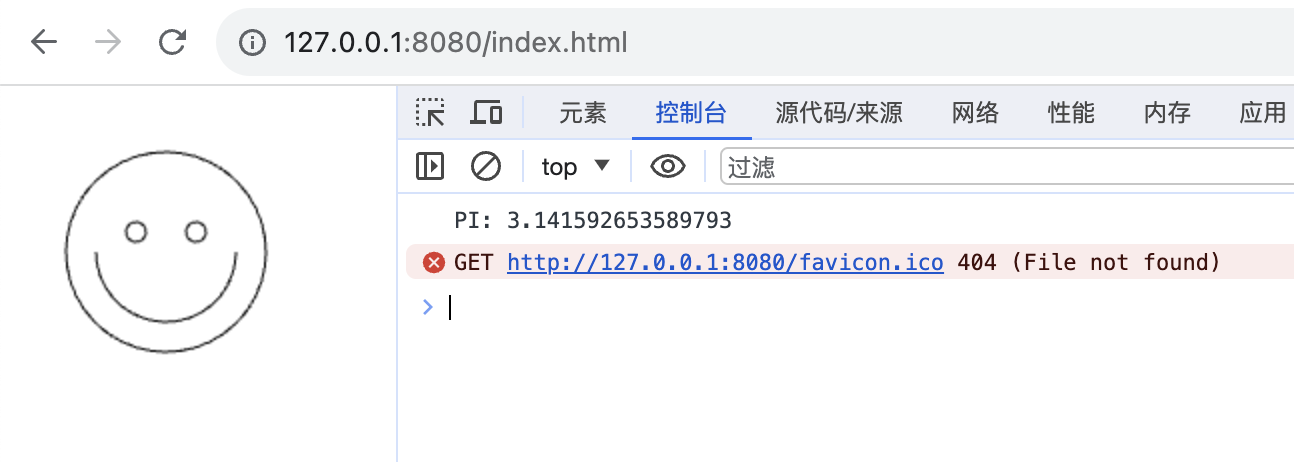 127.0.0.1:8080/index.html
元素 控制台 源代码/来源 网络 性能 内存 应用
top 过滤
PI: 3.141592653589793
GET http://127.0.0.1:8080/favicon.ico 404 (File not found)